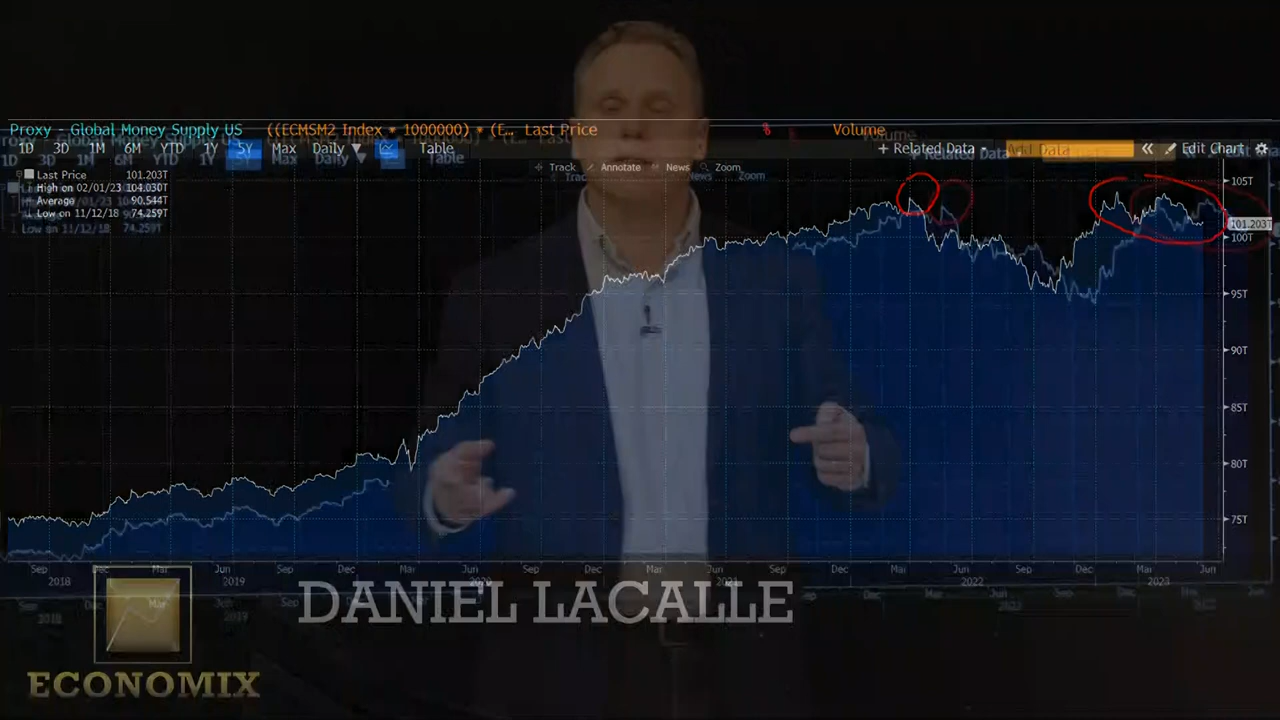 Proxy - Global Money Supply US ((ECMSM2 Index * 1000000) * (E.. Last Price % Volume
1D 3D 1M 6M YTD 1Y 5Y Max Daily ▼ Table + Related Data Add Data « Edit Chart
Track Annotate News Zoom
Last Price 101.203T
High on 02/01/23 104.030T
Average 90.544T
Low on 11/12/18 74.259T
105T
101.203T
100T
95T
90T
85T
80T
75T
Sep Dec Mar Jun Sep Dec Mar Jun Sep Dec Mar Jun Sep Dec Mar Jun Sep Dec Mar Jun
2018 2019 2020 2021 2022 2023
DANIEL LACALLE
ECONOMIX